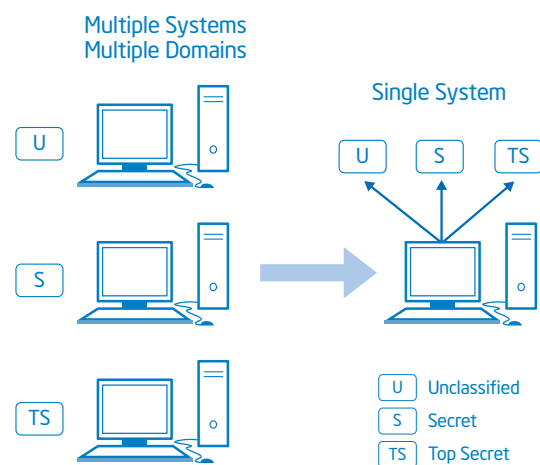 Multiple Systems
Multiple Domains
U
S
TS
Single System
U S TS
U Unclassified
S Secret
TS Top Secret